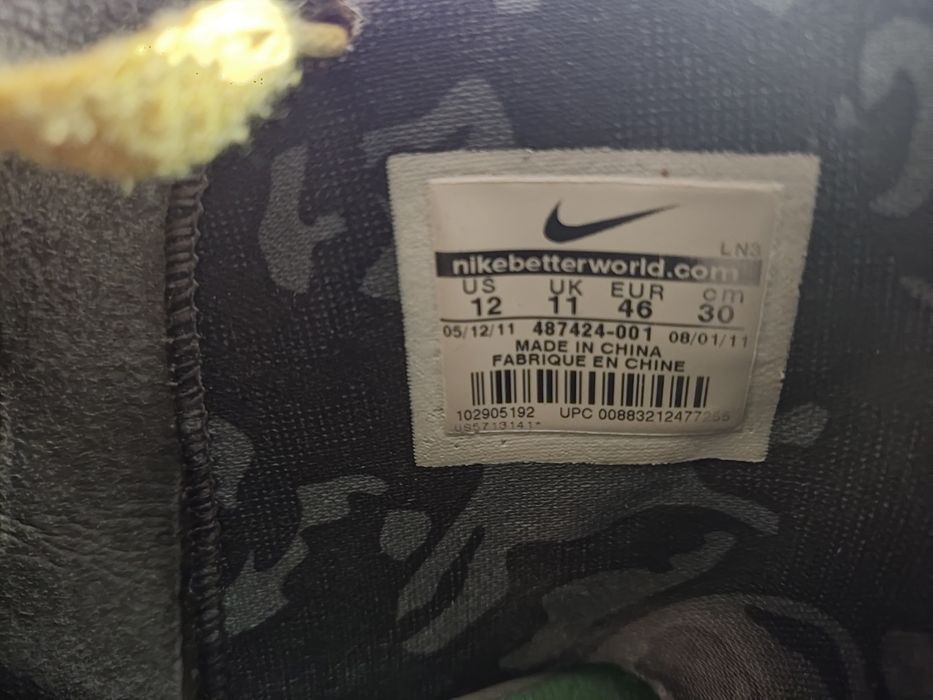 LN3
nikebetterworld.com
US UK EUR cm
12 11 46 30
05/12/11 487424-001 08/01/11
MADE IN CHINA
FABRIQUE EN CHINE
102905192 UPC 00883212477255
US5713141*